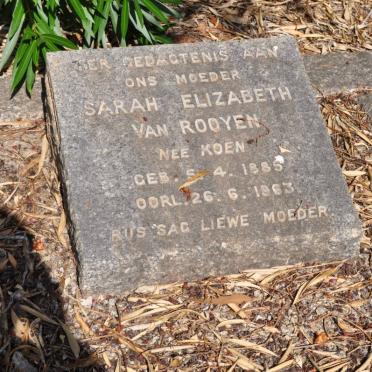 TER GEDAGTENIS AAN
ONS MOEDER
SARAH ELIZABETH
VAN ROOYEN
NEE KOEN
GEB. 5. 4. 1885
OORL. 26. 6. 1963
RUS SAG LIEWE MOEDER